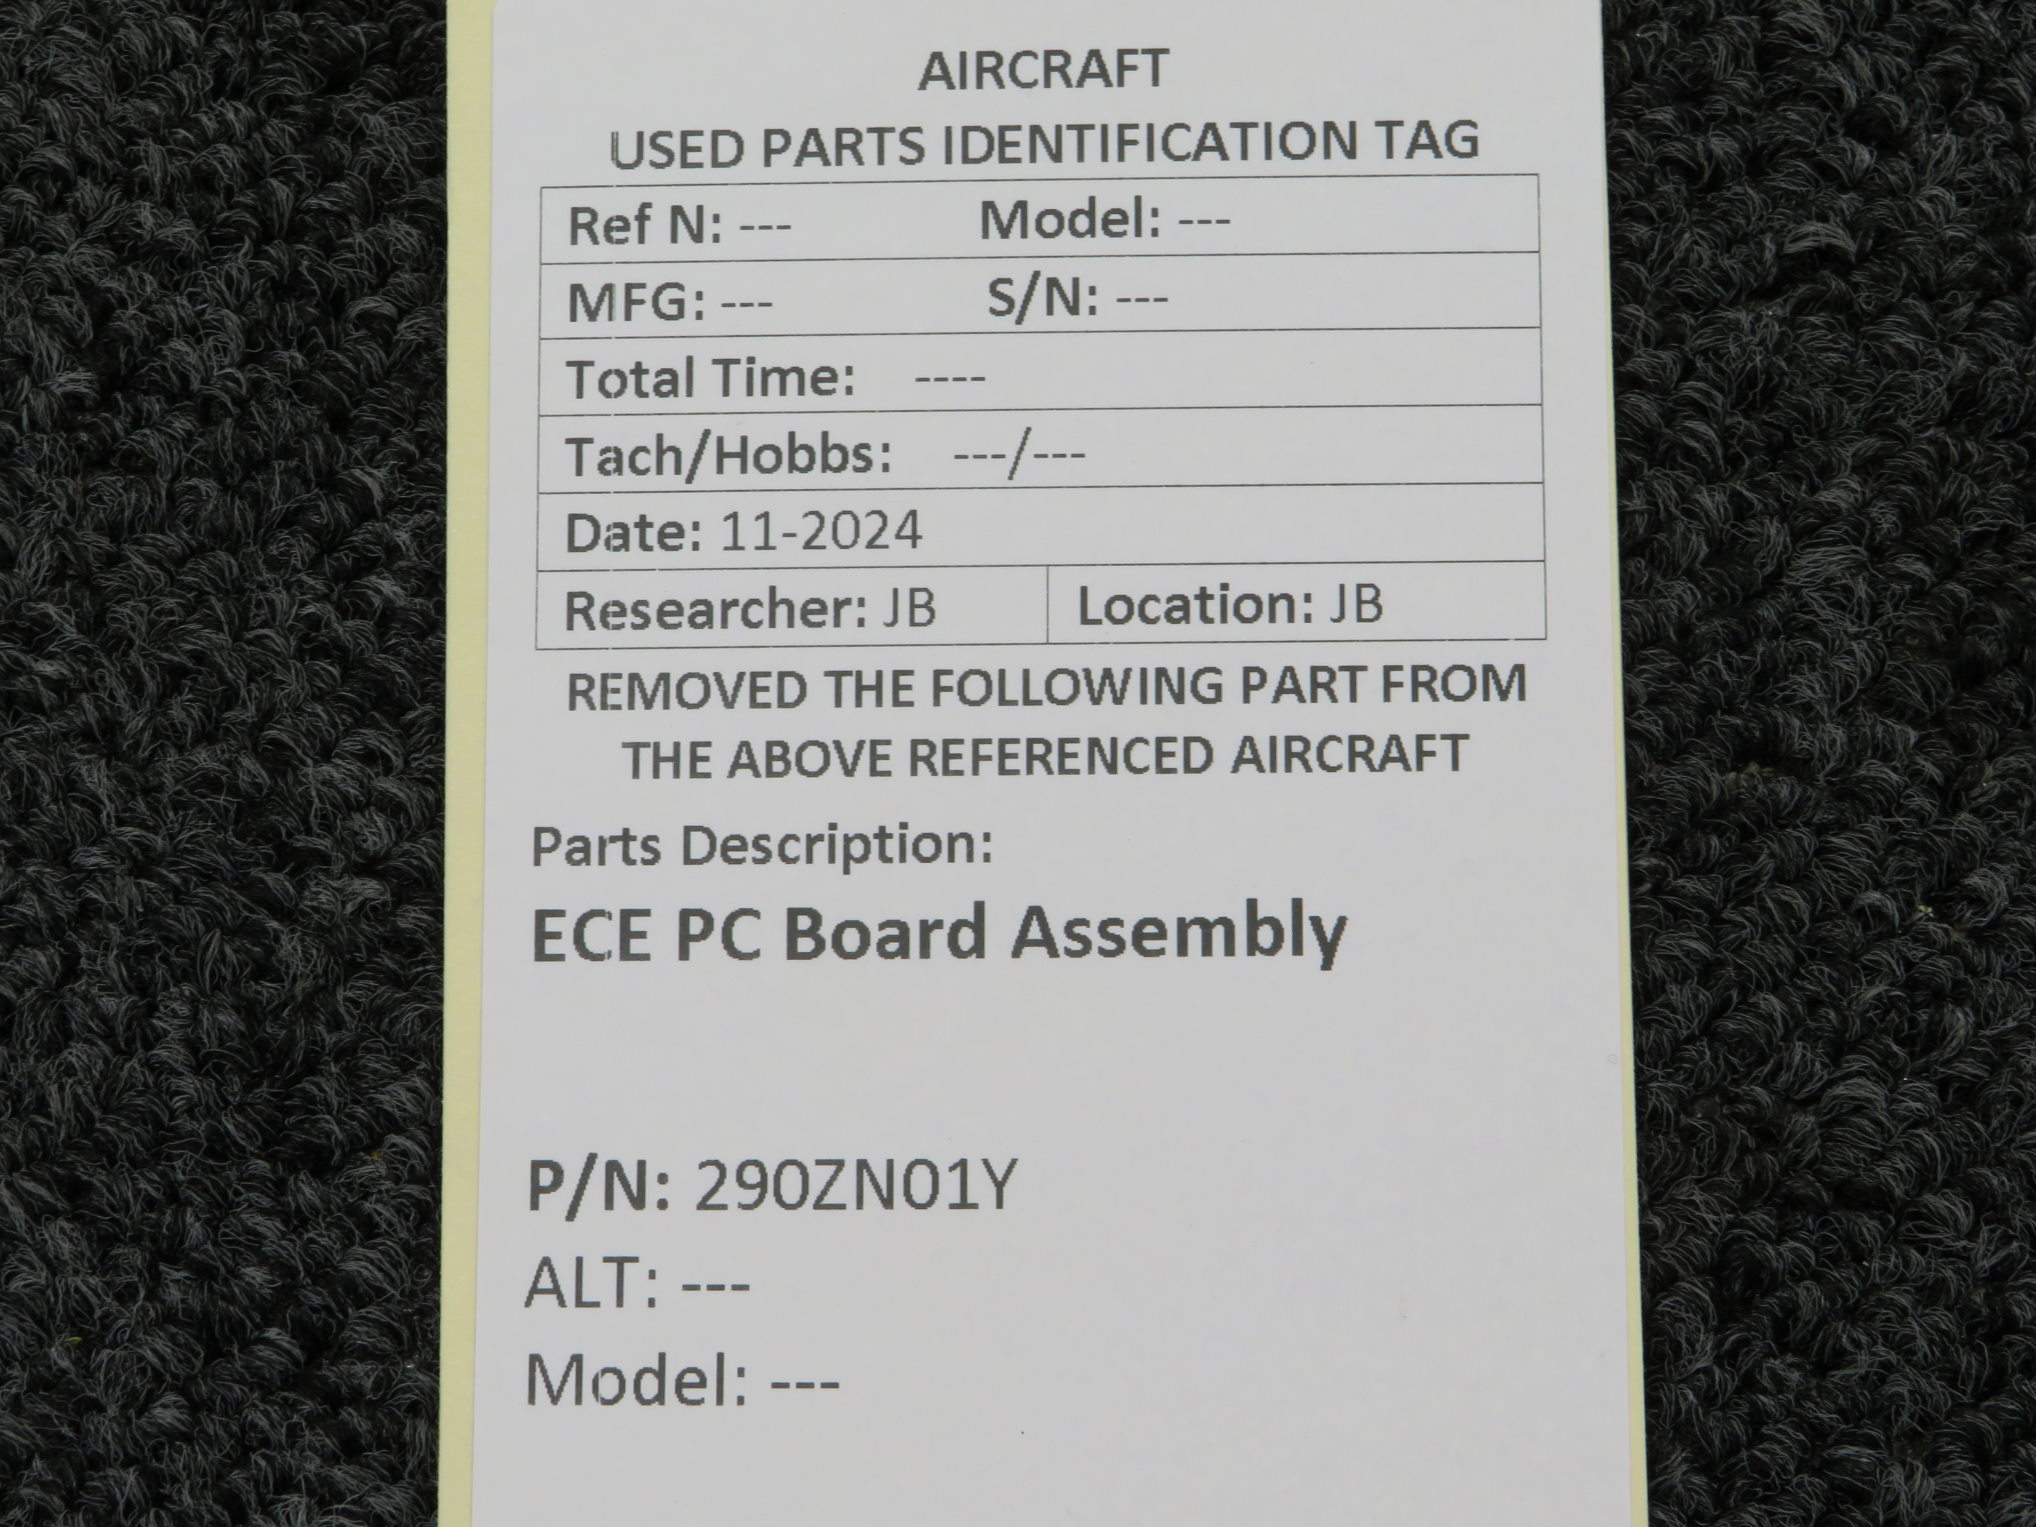 AIRCRAFT
USED PARTS IDENTIFICATION TAG
Ref N: --- Model: ---
MFG: --- S/N: ---
Total Time: ----
Tach/Hobbs: ---/---
Date: 11-2024
Researcher: JB Location: JB
REMOVED THE FOLLOWING PART FROM
THE ABOVE REFERENCED AIRCRAFT
Parts Description:
ECE PC Board Assembly
P/N: 290ZN01Y
ALT: ---
Model: ---